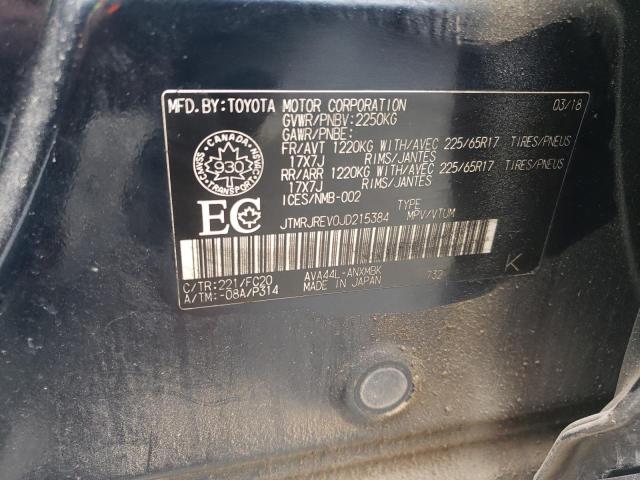 MFD. BY: TOYOTA MOTOR CORPORATION 03/18
GVWR/PNBV: 2250KG
GAWR/PNBE:
FR/AVT 1220KG WITH/AVEC 225/65R17 TIRES/PNEUS
17X7J RIMS/JANTES
RR/ARR 1220KG WITH/AVEC 225/65R17 TIRES/PNEUS
17X7J RIMS/JANTES
ICES/NMB-002
CANADA
930
T
TRANSPORT
NSVAC
CMVSS
EC
TYPE
JTMRJREV0JD215384 MPV/VTUM
C/TR: 221/FC20 AVA44L-ANXMBK 732 K
A/TM: -08A/P314 MADE IN JAPAN